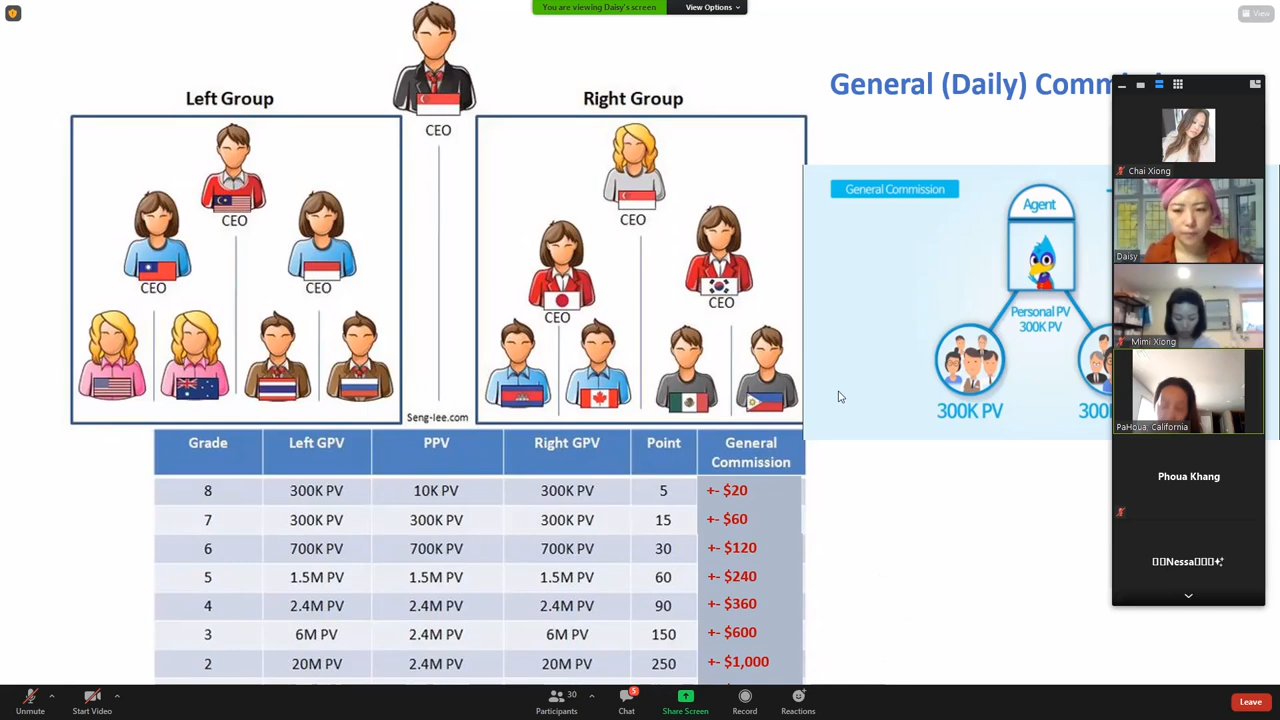 You are viewing Daisy's screen
View Options
View
General (Daily) Comm
Left Group
Right Group
CEO
CEO
CEO
CEO
CEO
CEO
CEO
Seng-lee.com
General Commission
Agent
Personal PV
300K PV
300K PV
300
Grade Left GPV PPV Right GPV Point General Commission
8 300K PV 10K PV 300K PV 5 +- $20
7 300K PV 300K PV 300K PV 15 +- $60
6 700K PV 700K PV 700K PV 30 +- $120
5 1.5M PV 1.5M PV 1.5M PV 60 +- $240
4 2.4M PV 2.4M PV 2.4M PV 90 +- $360
3 6M PV 2.4M PV 6M PV 150 +- $600
2 20M PV 2.4M PV 20M PV 250 +- $1,000
Chai Xiong
Daisy
Mimi Xiong
PaHoua, California
Phoua Khang
Nessa
Unmute
Start Video
Participants 30
Chat 5
Share Screen
Record
Reactions
Leave